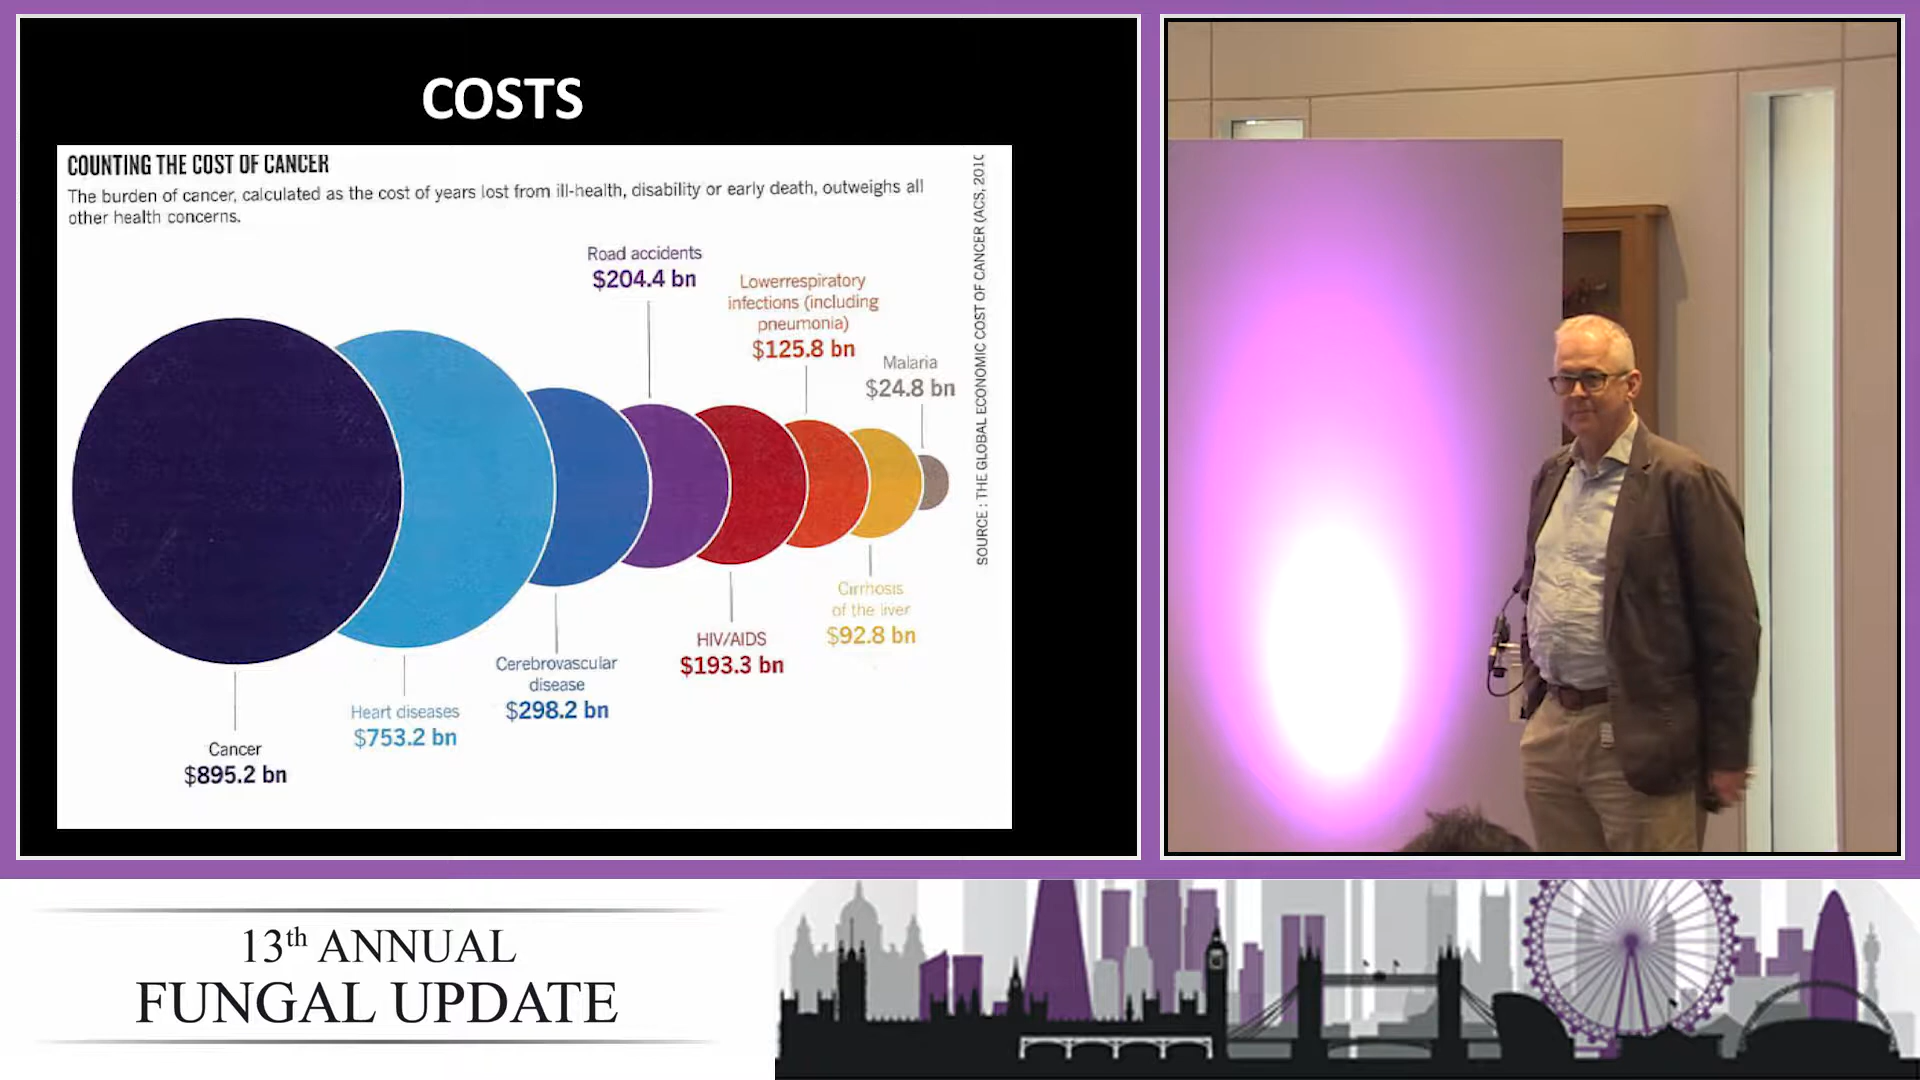 COSTS
COUNTING THE COST OF CANCER
The burden of cancer, calculated as the cost of years lost from ill-health, disability or early death, outweighs all
other health concerns.
Road accidents
$204.4 bn
Lowerrespiratory
infections (including
pneumonia)
$125.8 bn
Malaria
$24.8 bn
SOURCE : THE GLOBAL ECONOMIC COST OF CANCER (ACS, 2010
Cirrhosis
of the liver
$92.8 bn
HIV/AIDS
$193.3 bn
Cerebrovascular
disease
$298.2 bn
Heart diseases
$753.2 bn
Cancer
$895.2 bn
13th ANNUAL
FUNGAL UPDATE